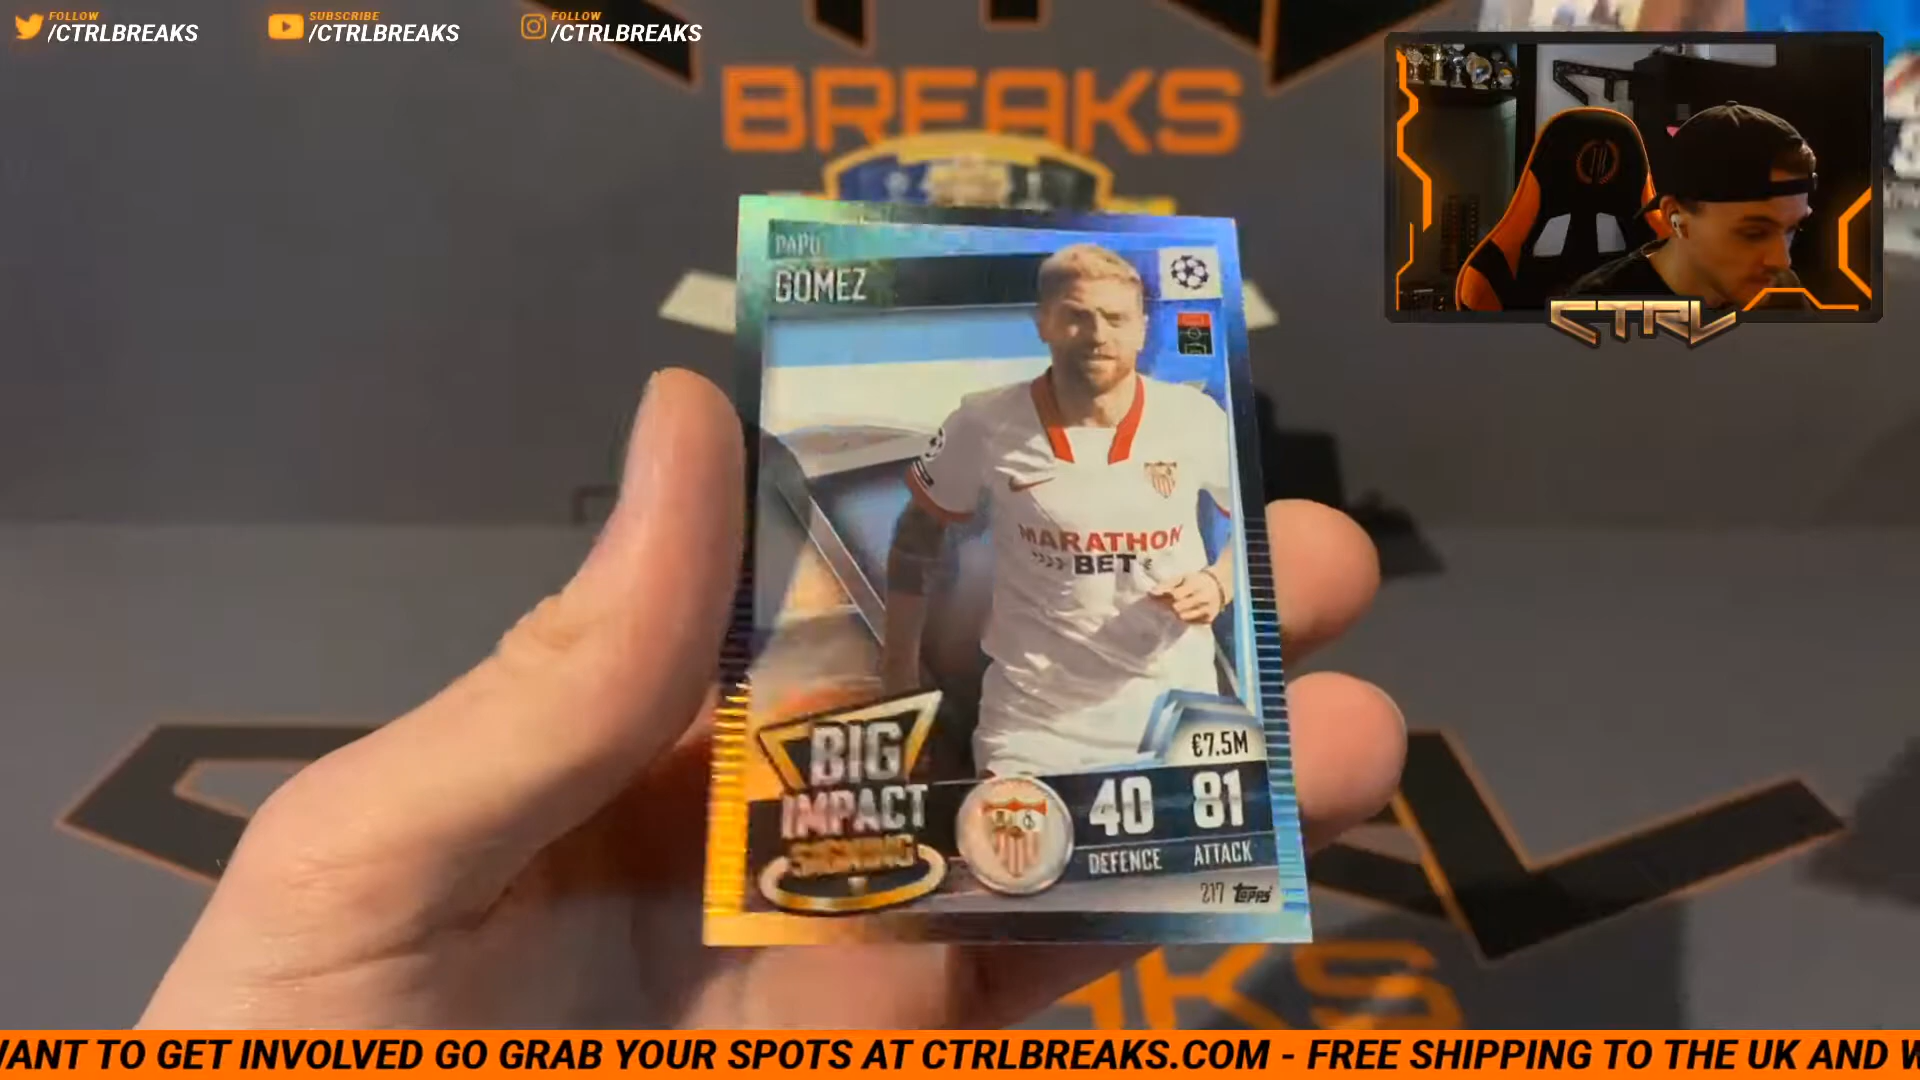 FOLLOW
/CTRLBREAKS
SUBSCRIBE
/CTRLBREAKS
FOLLOW
/CTRLBREAKS
BREAKS
CTRL
PAPU
GOMEZ
MARATHON
BET
€7.5M
BIG
IMPACT
SIGNING
40
81
DEFENCE
ATTACK
217 Topps
WANT TO GET INVOLVED GO GRAB YOUR SPOTS AT CTRLBREAKS.COM - FREE SHIPPING TO THE UK AND